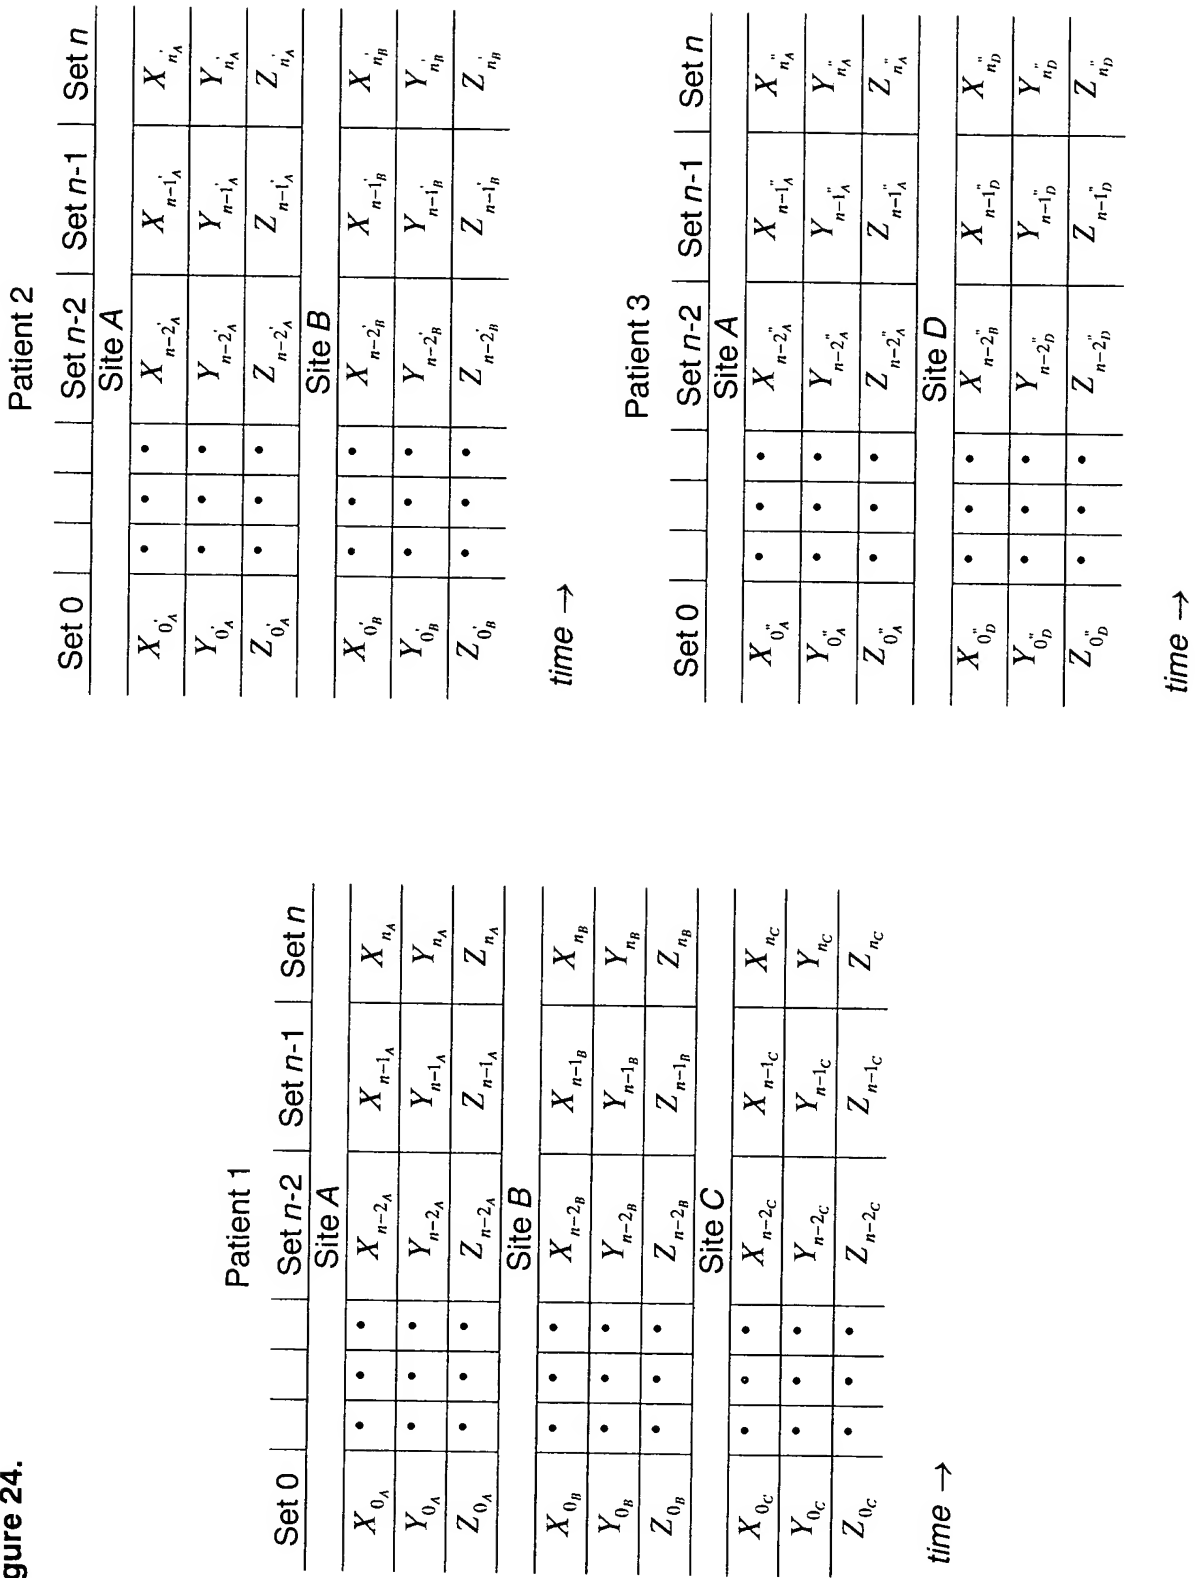 gure 24.
Patient 1
Set 0 Set n-2 Set n-1 Set n
Site A
X0A • • • Xn−2A Xn−1A XnA
Y0A • • • Yn−2A Yn−1A YnA
Z0A • • • Zn−2A Zn−1A ZnA
Site B
X0B • • • Xn−2B Xn−1B XnB
Y0B • • • Yn−2B Yn−1B YnB
Z0B • • • Zn−2B Zn−1B ZnB
Site C
X0C • • • Xn−2C Xn−1C XnC
Y0C • • • Yn−2C Yn−1C YnC
Z0C • • • Zn−2C Zn−1C ZnC
time →
Patient 2
Set 0 Set n-2 Set n-1 Set n
Site A
X0'A • • • Xn−2'A Xn−1'A Xn'A
Y0'A • • • Yn−2'A Yn−1'A Yn'A
Z0'A • • • Zn−2'A Zn−1'A Zn'A
Site B
X0'B • • • Xn−2'B Xn−1'B Xn'B
Y0'B • • • Yn−2'B Yn−1'B Yn'B
Z0'B • • • Zn−2'B Zn−1'B Zn'B
time →
Patient 3
Set 0 Set n-2 Set n-1 Set n
Site A
X0"A • • • Xn−2"A Xn−1"A Xn"A
Y0"A • • • Yn−2"A Yn−1"A Yn"A
Z0"A • • • Zn−2"A Zn−1"A Zn"A
Site D
X0"D • • • Xn−2"B Xn−1"D Xn"D
Y0"D • • • Yn−2"D Yn−1"D Yn"D
Z0"D • • • Zn−2"D Zn−1"D Zn"D
time →